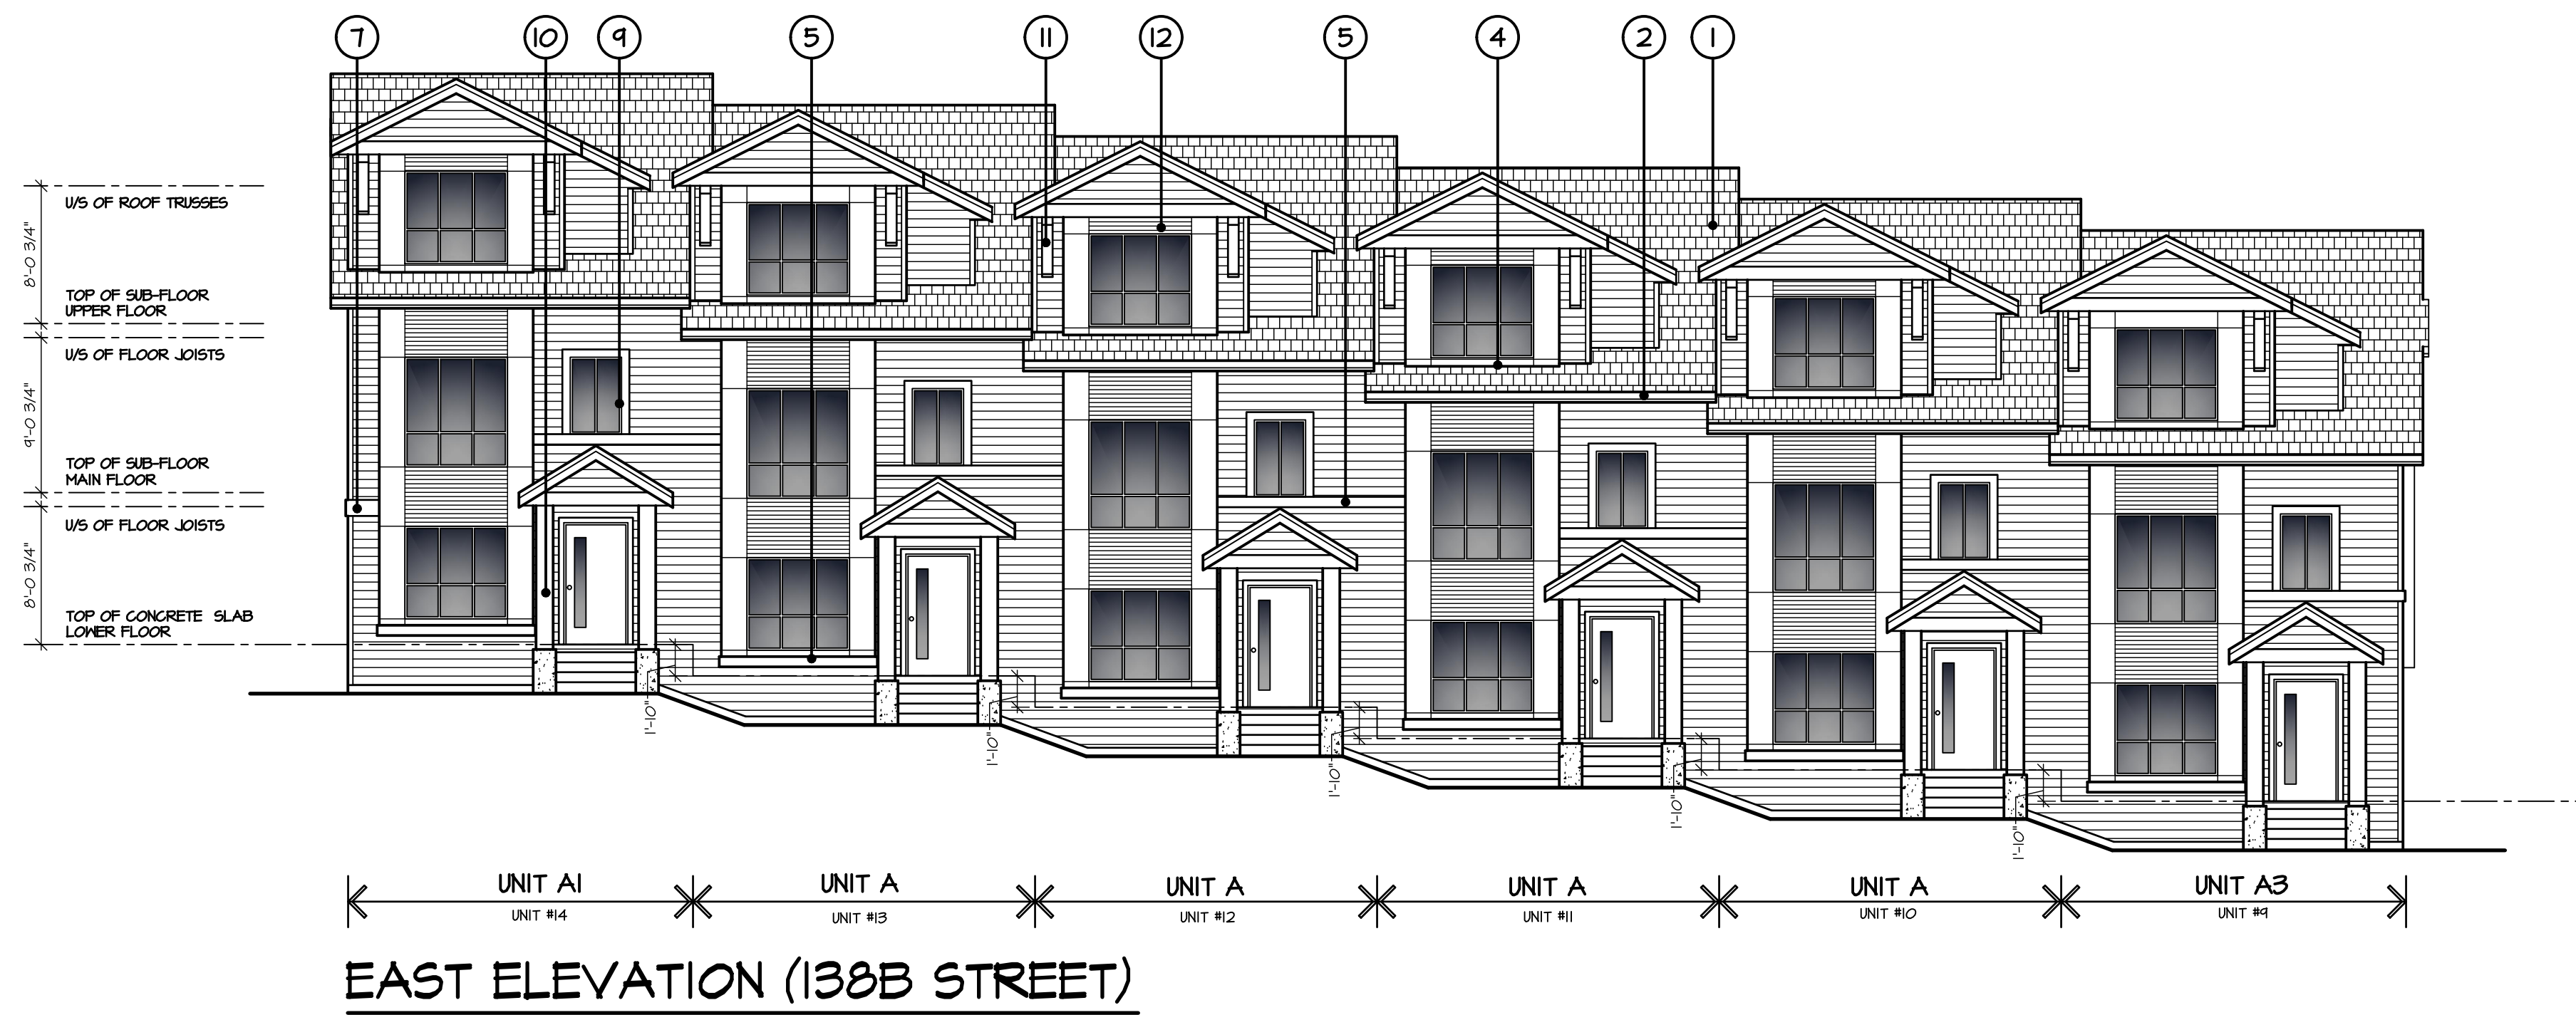 7 10 9 5 11 12 5 4 2 1
U/S OF ROOF TRUSSES
8'-0 3/4"
TOP OF SUB-FLOOR
UPPER FLOOR
U/S OF FLOOR JOISTS
9'-0 3/4"
TOP OF SUB-FLOOR
MAIN FLOOR
U/S OF FLOOR JOISTS
8'-0 3/4"
TOP OF CONCRETE SLAB
LOWER FLOOR
1'-10"
1'-10"
1'-10"
1'-10"
1'-10"
UNIT A1
UNIT #14
UNIT A
UNIT #13
UNIT A
UNIT #12
UNIT A
UNIT #11
UNIT A
UNIT #10
UNIT A3
UNIT #9
EAST ELEVATION (138B STREET)